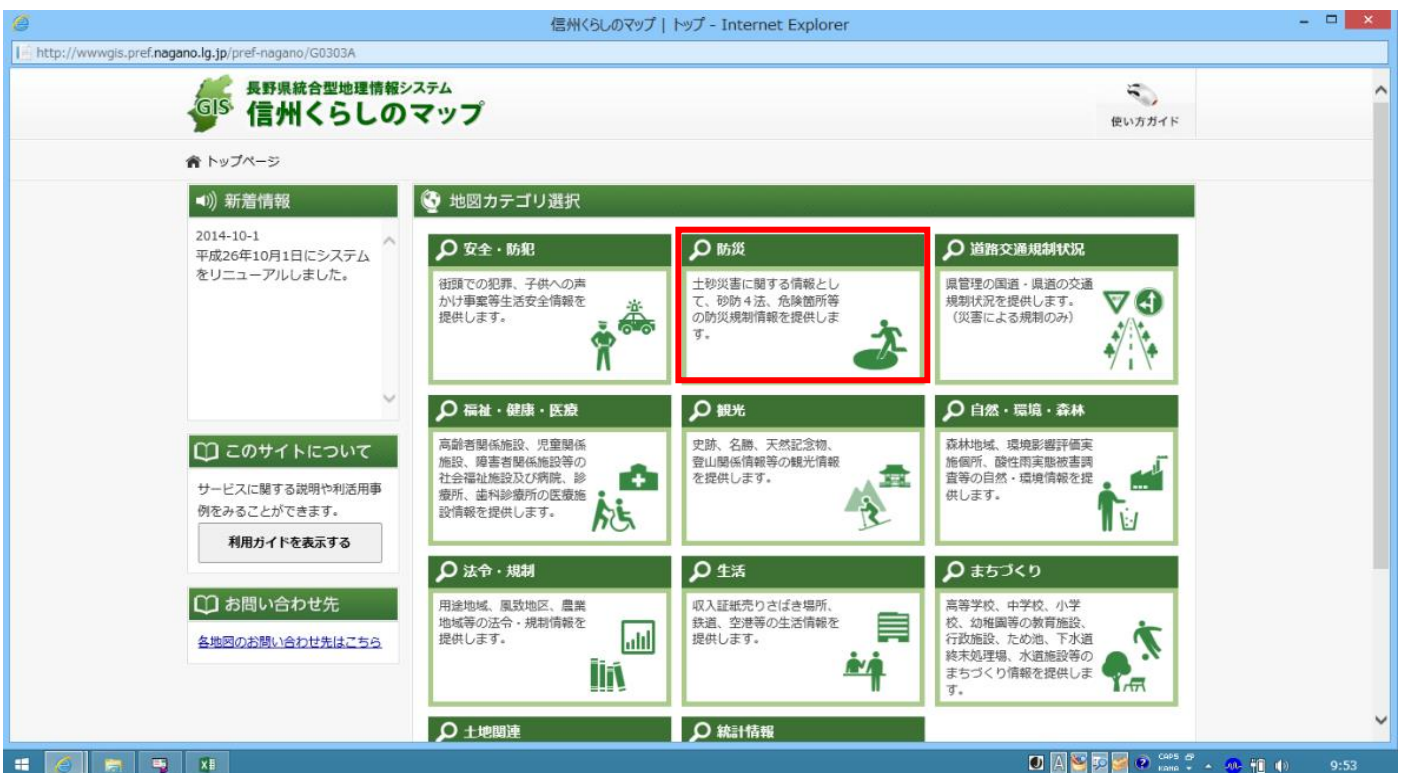 信州くらしのマップ | トップ - Internet Explorer
http://wwwgis.pref.nagano.lg.jp/pref-nagano/G0303A
GIS
長野県統合型地理情報システム
信州くらしのマップ
使い方ガイド
トップページ
新着情報
2014-10-1
平成26年10月1日にシステム
をリニューアルしました。
このサイトについて
サービスに関する説明や利活用事
例をみることができます。
利用ガイドを表示する
お問い合わせ先
各地図のお問い合わせ先はこちら
地図カテゴリ選択
安全・防犯
街頭での犯罪、子供への声
かけ事案等生活安全情報を
提供します。
防災
土砂災害に関する情報とし
て、砂防４法、危険箇所等
の防災規制情報を提供しま
す。
道路交通規制状況
県管理の国道・県道の交通
規制状況を提供します。
（災害による規制のみ）
福祉・健康・医療
高齢者関係施設、児童関係
施設、障害者関係施設等の
社会福祉施設及び病院、診
療所、歯科診療所の医療施
設情報を提供します。
観光
史跡、名勝、天然記念物、
登山関係情報等の観光情報
を提供します。
自然・環境・森林
森林地域、環境影響評価実
施個所、酸性雨実態被害調
査等の自然・環境情報を提
供します。
法令・規制
用途地域、風致地区、農業
地域等の法令・規制情報を
提供します。
生活
収入証紙売りさばき場所、
鉄道、空港等の生活情報を
提供します。
まちづくり
高等学校、中学校、小学
校、幼稚園等の教育施設、
行政施設、ため池、下水道
終末処理場、水道施設等の
まちづくり情報を提供しま
す。
土地関連
統計情報
A
CAPS
KANA
9:53